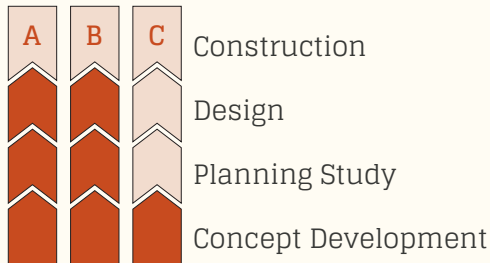 A B C
Construction
Design
Planning Study
Concept Development